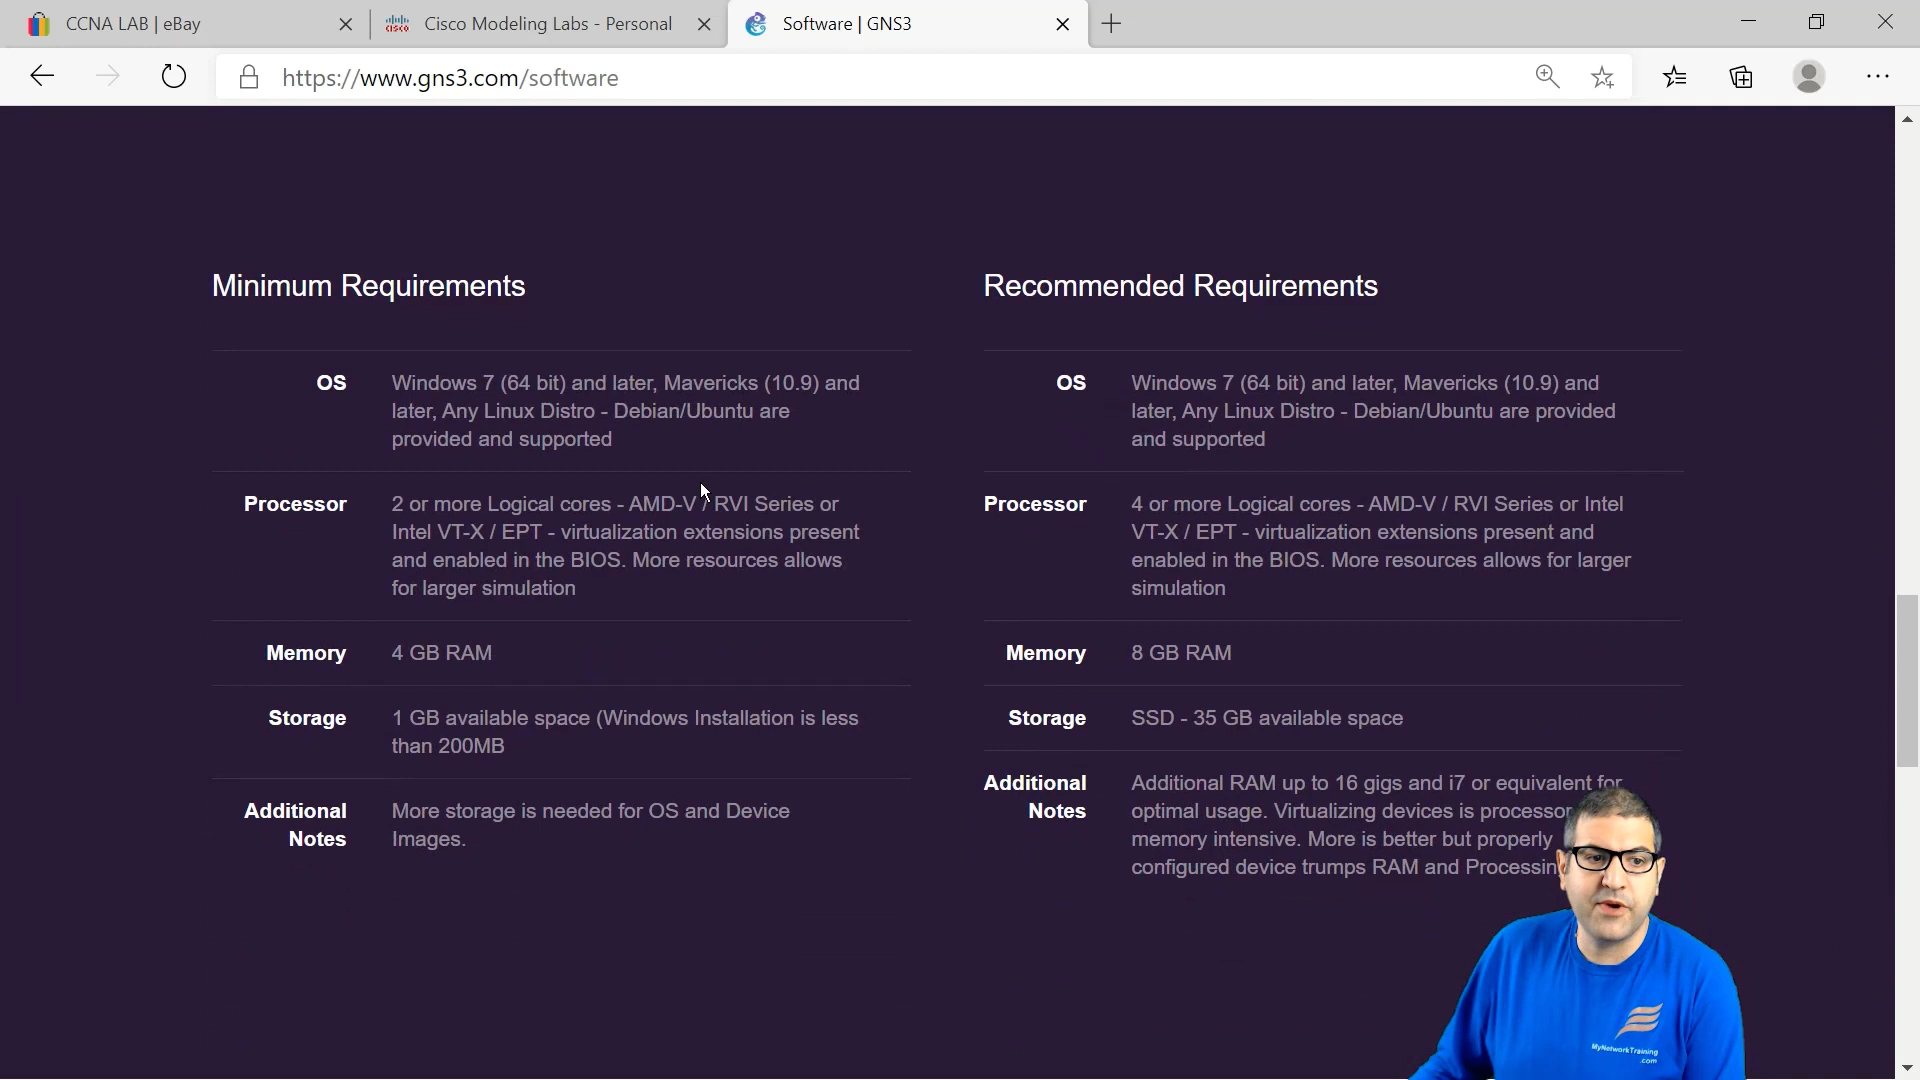 CCNA LAB | eBay
Cisco Modeling Labs - Personal
Software | GNS3
https://www.gns3.com/software
Minimum Requirements
OS
Windows 7 (64 bit) and later, Mavericks (10.9) and
later, Any Linux Distro - Debian/Ubuntu are
provided and supported
Processor
2 or more Logical cores - AMD-V / RVI Series or
Intel VT-X / EPT - virtualization extensions present
and enabled in the BIOS. More resources allows
for larger simulation
Memory
4 GB RAM
Storage
1 GB available space (Windows Installation is less
than 200MB
Additional
Notes
More storage is needed for OS and Device
Images.
Recommended Requirements
OS
Windows 7 (64 bit) and later, Mavericks (10.9) and
later, Any Linux Distro - Debian/Ubuntu are provided
and supported
Processor
4 or more Logical cores - AMD-V / RVI Series or Intel
VT-X / EPT - virtualization extensions present and
enabled in the BIOS. More resources allows for larger
simulation
Memory
8 GB RAM
Storage
SSD - 35 GB available space
Additional
Notes
Additional RAM up to 16 gigs and i7 or equivalent for
optimal usage. Virtualizing devices is processor
memory intensive. More is better but properly
configured device trumps RAM and
MyNetworkTraining
.com